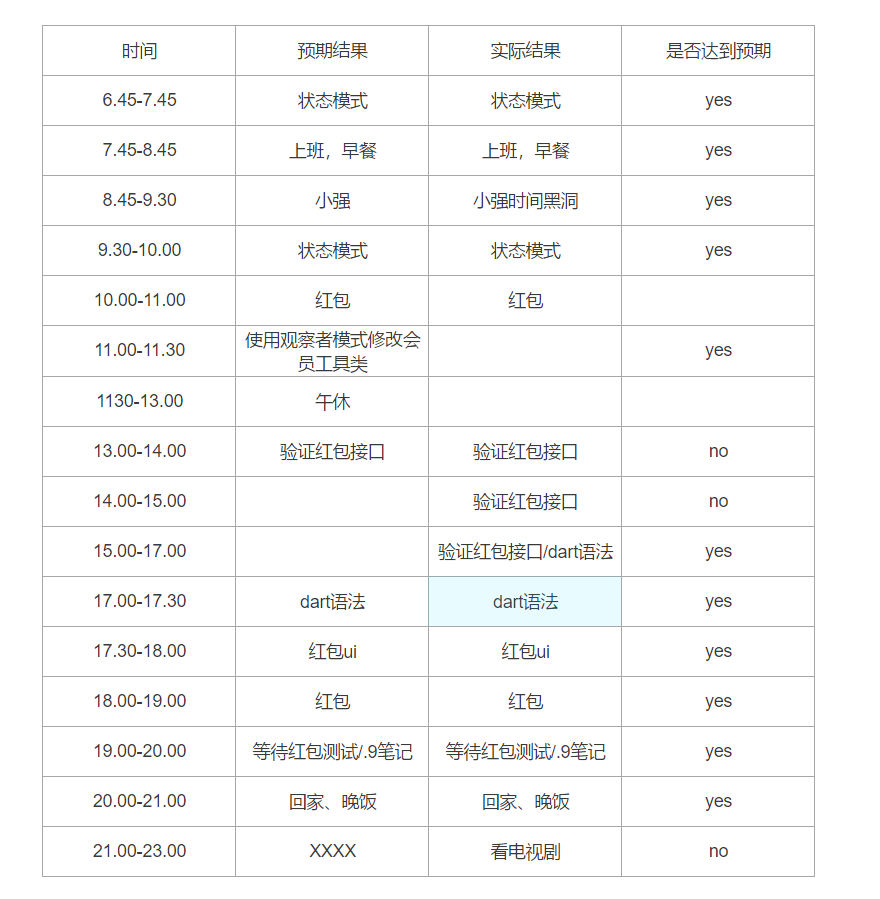 时间 预期结果 实际结果 是否达到预期
6.45-7.45 状态模式 状态模式 yes
7.45-8.45 上班，早餐 上班，早餐 yes
8.45-9.30 小强 小强时间黑洞 yes
9.30-10.00 状态模式 状态模式 yes
10.00-11.00 红包 红包
11.00-11.30 使用观察者模式修改会
员工具类 yes
1130-13.00 午休
13.00-14.00 验证红包接口 验证红包接口 no
14.00-15.00 验证红包接口 no
15.00-17.00 验证红包接口/dart语法 yes
17.00-17.30 dart语法 dart语法 yes
17.30-18.00 红包ui 红包ui yes
18.00-19.00 红包 红包 yes
19.00-20.00 等待红包测试/.9笔记 等待红包测试/.9笔记 yes
20.00-21.00 回家、晚饭 回家、晚饭 yes
21.00-23.00 XXXX 看电视剧 no